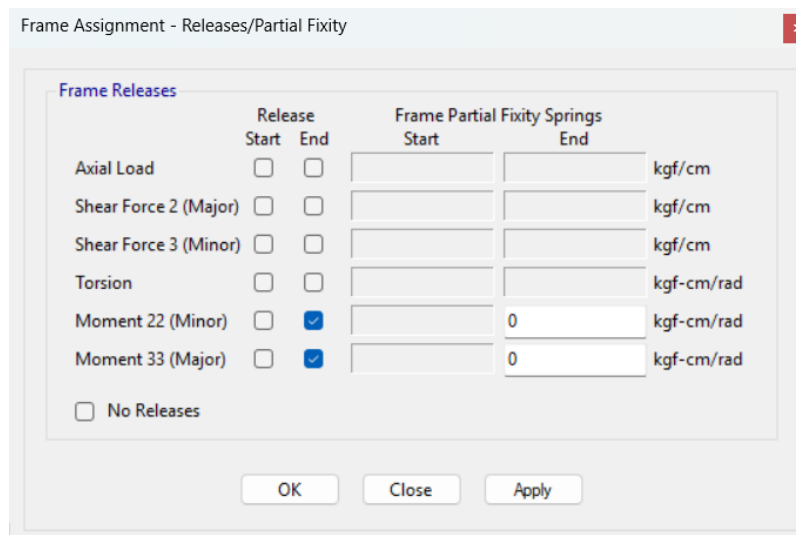 Frame Assignment - Releases/Partial Fixity
Frame Releases
Release Frame Partial Fixity Springs
Start End Start End
Axial Load kgf/cm
Shear Force 2 (Major) kgf/cm
Shear Force 3 (Minor) kgf/cm
Torsion kgf-cm/rad
Moment 22 (Minor) 0 kgf-cm/rad
Moment 33 (Major) 0 kgf-cm/rad
No Releases
OK Close Apply